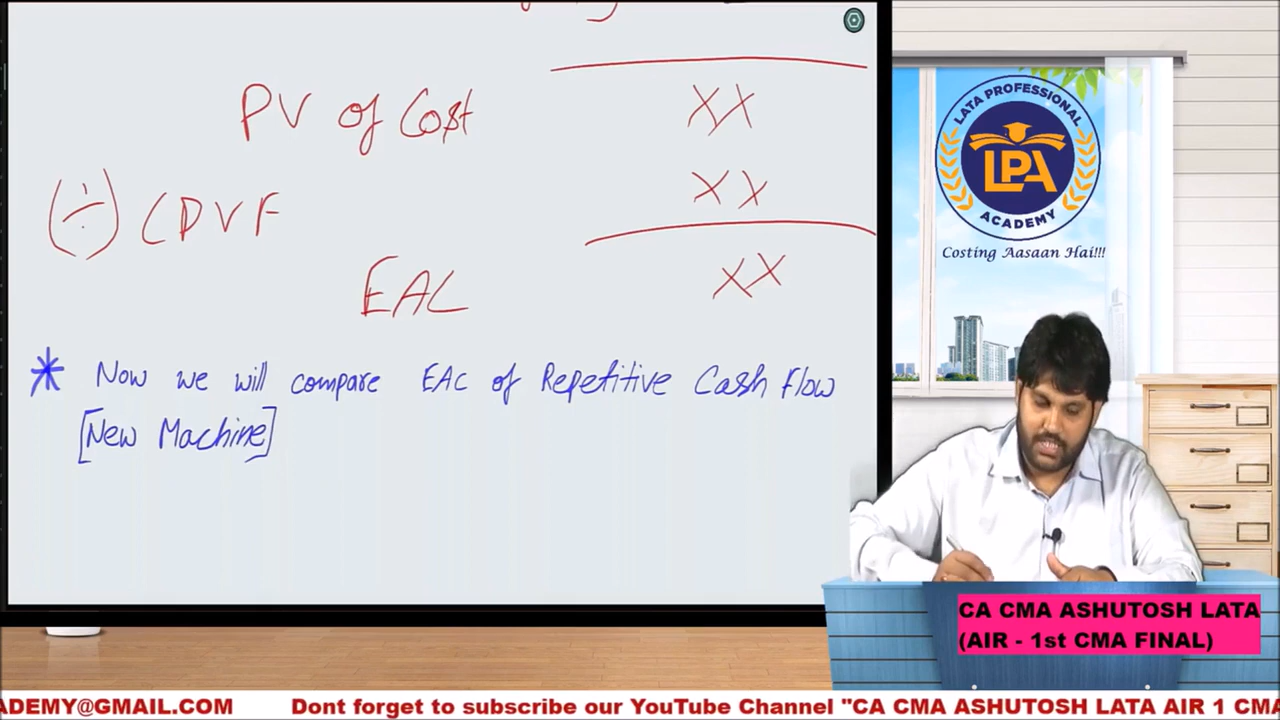 PV of Cost XX
(÷) CDVF XX
EAC XX
* Now we will compare EAC of Repetitive Cash Flow
[New Machine]
LATA PROFESSIONAL
LPA
ACADEMY
Costing Aasaan Hai!!!
CA CMA ASHUTOSH LATA
(AIR - 1st CMA FINAL)
ADEMY@GMAIL.COM Dont forget to subscribe our YouTube Channel "CA CMA ASHUTOSH LATA AIR 1 CMA